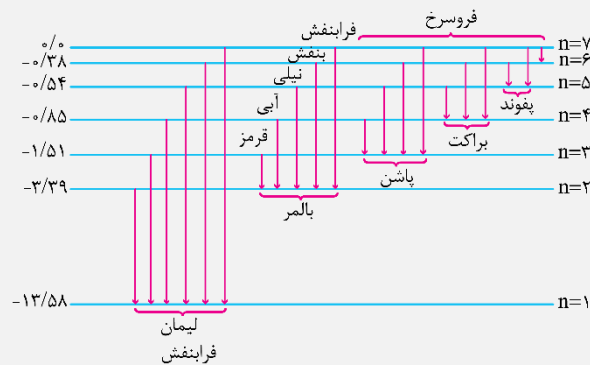 فروسرخ
فرابنفش
۰/۰ n=۷
بنفش
-۰/۳۸ n=۶
نیلی
-۰/۵۴ n=۵
آبی
پفوند
-۰/۸۵ n=۴
قرمز
براکت
-۱/۵۱ n=۳
پاشن
-۳/۳۹ n=۲
بالمر
-۱۳/۵۸ n=۱
لیمان
فرابنفش